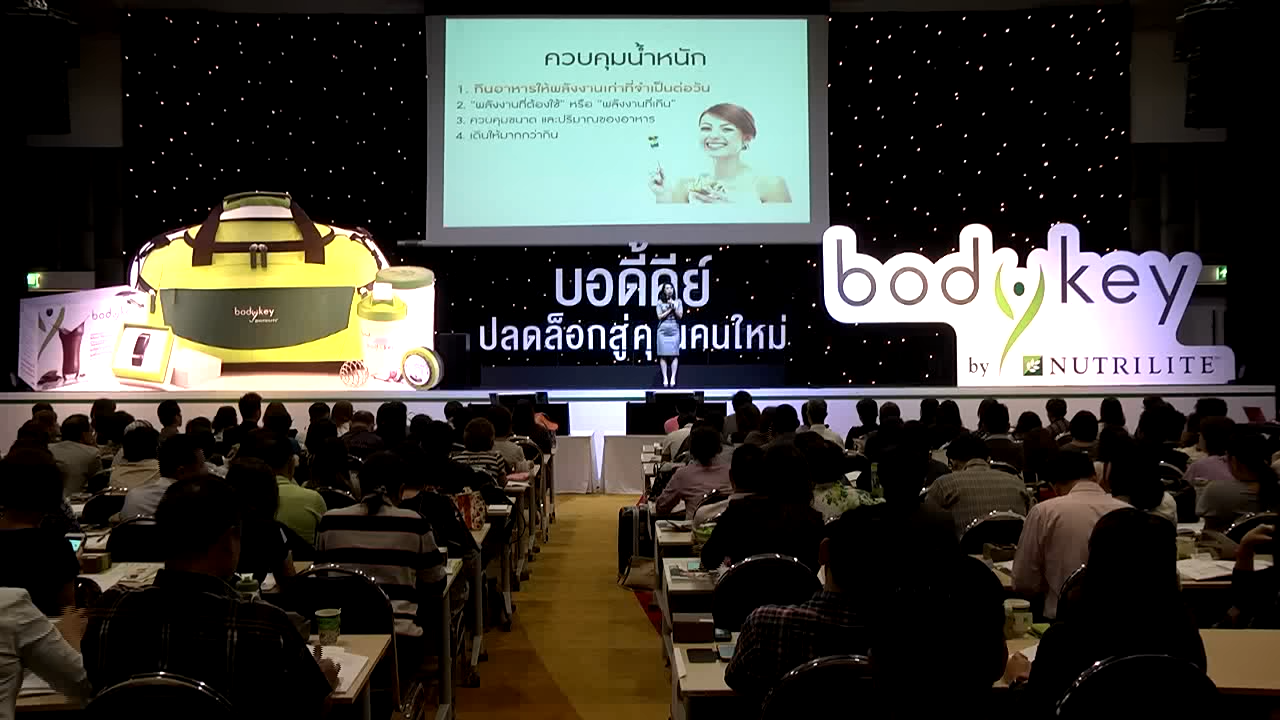 ควบคุมน้ำหนัก
1. กินอาหารให้พลังงานเท่าที่จำเป็นต่อวัน
2. "พลังงานที่ต้องใช้" หรือ "พลังงานที่เกิน"
3. ควบคุมขนาด และปริมาณของอาหาร
4. เดินให้มากกว่ากิน
บอดี้คีย์
ปลดล็อกสู่คุณคนใหม่
bodykey
by NUTRILITE
bodykey
body